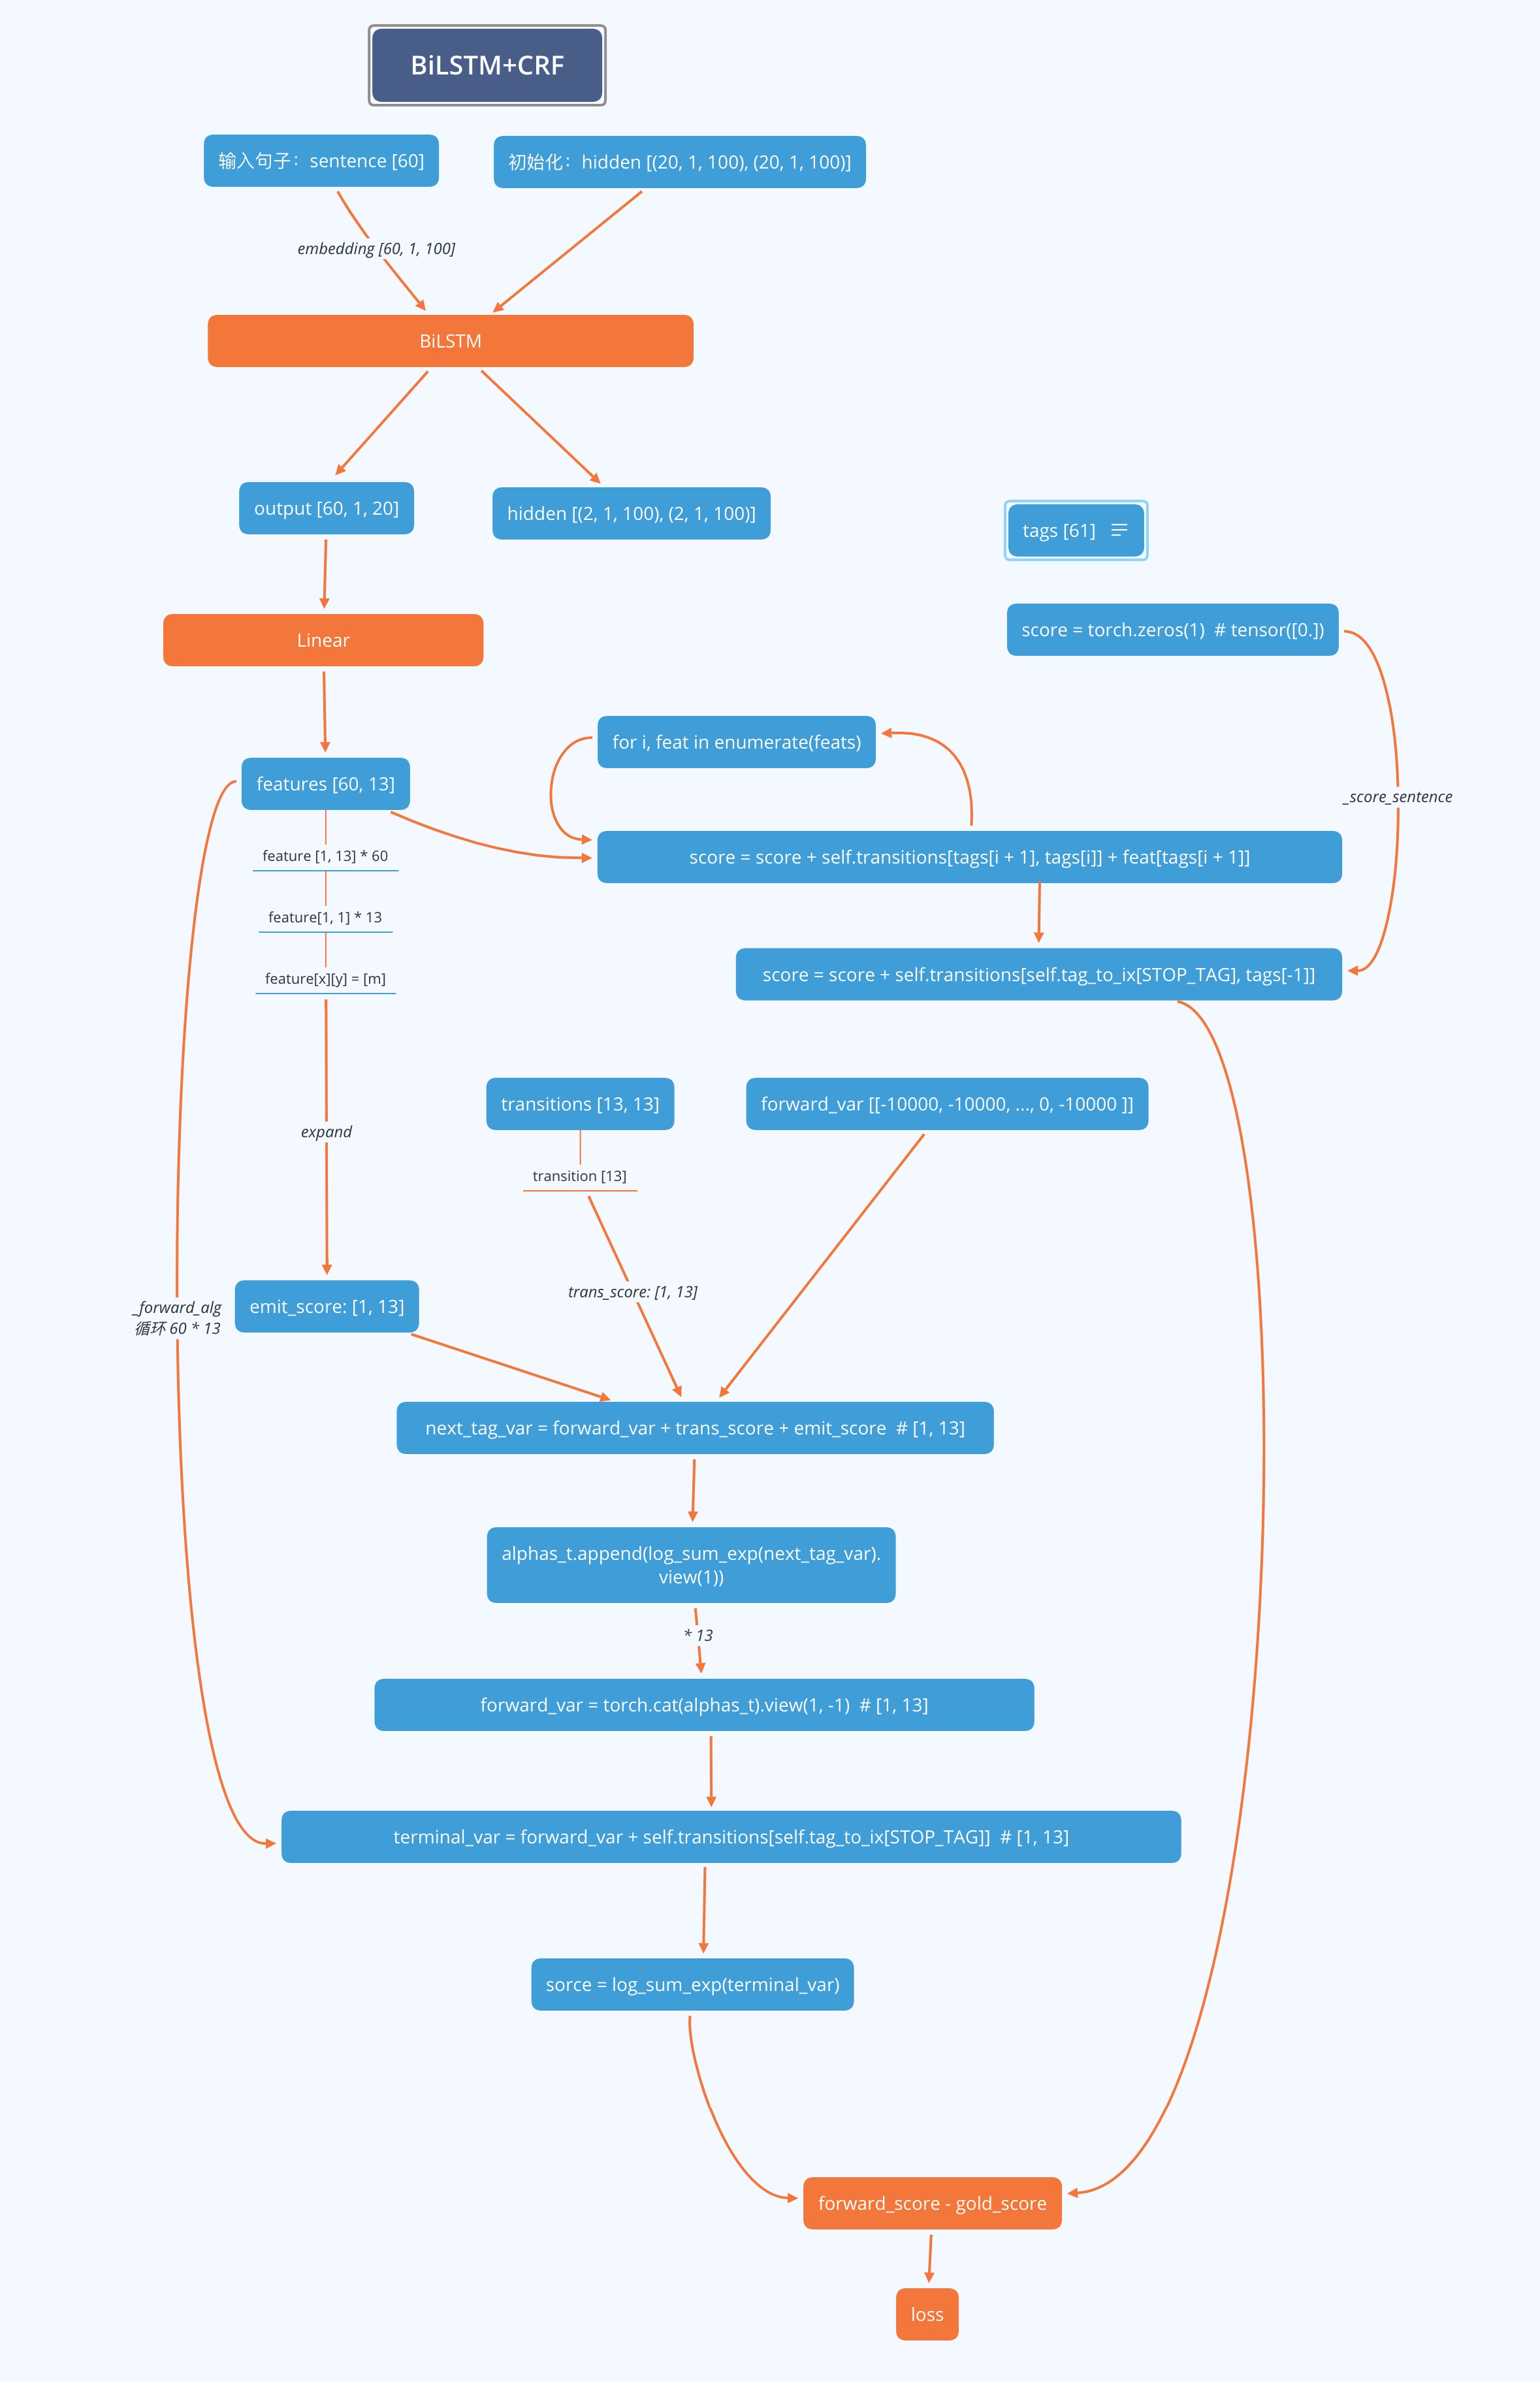 BiLSTM+CRF
输入句子：sentence [60]
初始化：hidden [(20, 1, 100), (20, 1, 100)]
embedding [60, 1, 100]
BiLSTM
output [60, 1, 20]
hidden [(2, 1, 100), (2, 1, 100)]
tags [61]
score = torch.zeros(1)  # tensor([0.])
Linear
for i, feat in enumerate(feats)
features [60, 13]
_score_sentence
feature [1, 13] * 60
score = score + self.transitions[tags[i + 1], tags[i]] + feat[tags[i + 1]]
feature[1, 1] * 13
feature[x][y] = [m]
score = score + self.transitions[self.tag_to_ix[STOP_TAG], tags[-1]]
transitions [13, 13]
forward_var [[-10000, -10000, ..., 0, -10000 ]]
expand
transition [13]
trans_score: [1, 13]
_forward_alg
循环 60 * 13
emit_score: [1, 13]
next_tag_var = forward_var + trans_score + emit_score  # [1, 13]
alphas_t.append(log_sum_exp(next_tag_var).
view(1))
* 13
forward_var = torch.cat(alphas_t).view(1, -1)  # [1, 13]
terminal_var = forward_var + self.transitions[self.tag_to_ix[STOP_TAG]]  # [1, 13]
sorce = log_sum_exp(terminal_var)
forward_score - gold_score
loss